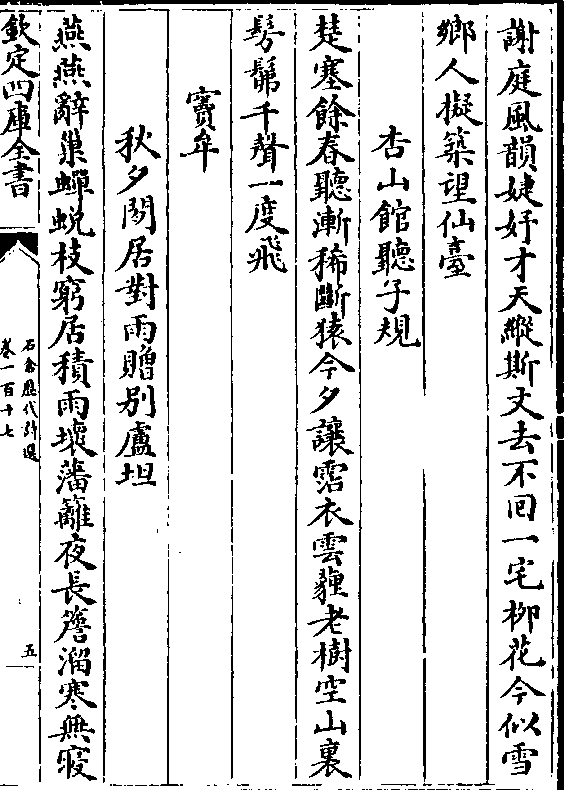 謝庭風韻婕妤才天縱斯文去不回一宅柳花今似雪
鄉人擬築望仙臺
杏山館聽子規
楚塞餘春聽漸稀斷猿今夕讓霑衣雲薶老樹空山裏
髣髴千聲一度飛
竇牟
秋夕閒居對雨贈别盧坦
燕燕辭巢蟬蛻枝窮居積雨壞藩籬夜長簷溜寒無寢
欽定四庫全書
石倉歷代詩選
卷一百十七
五